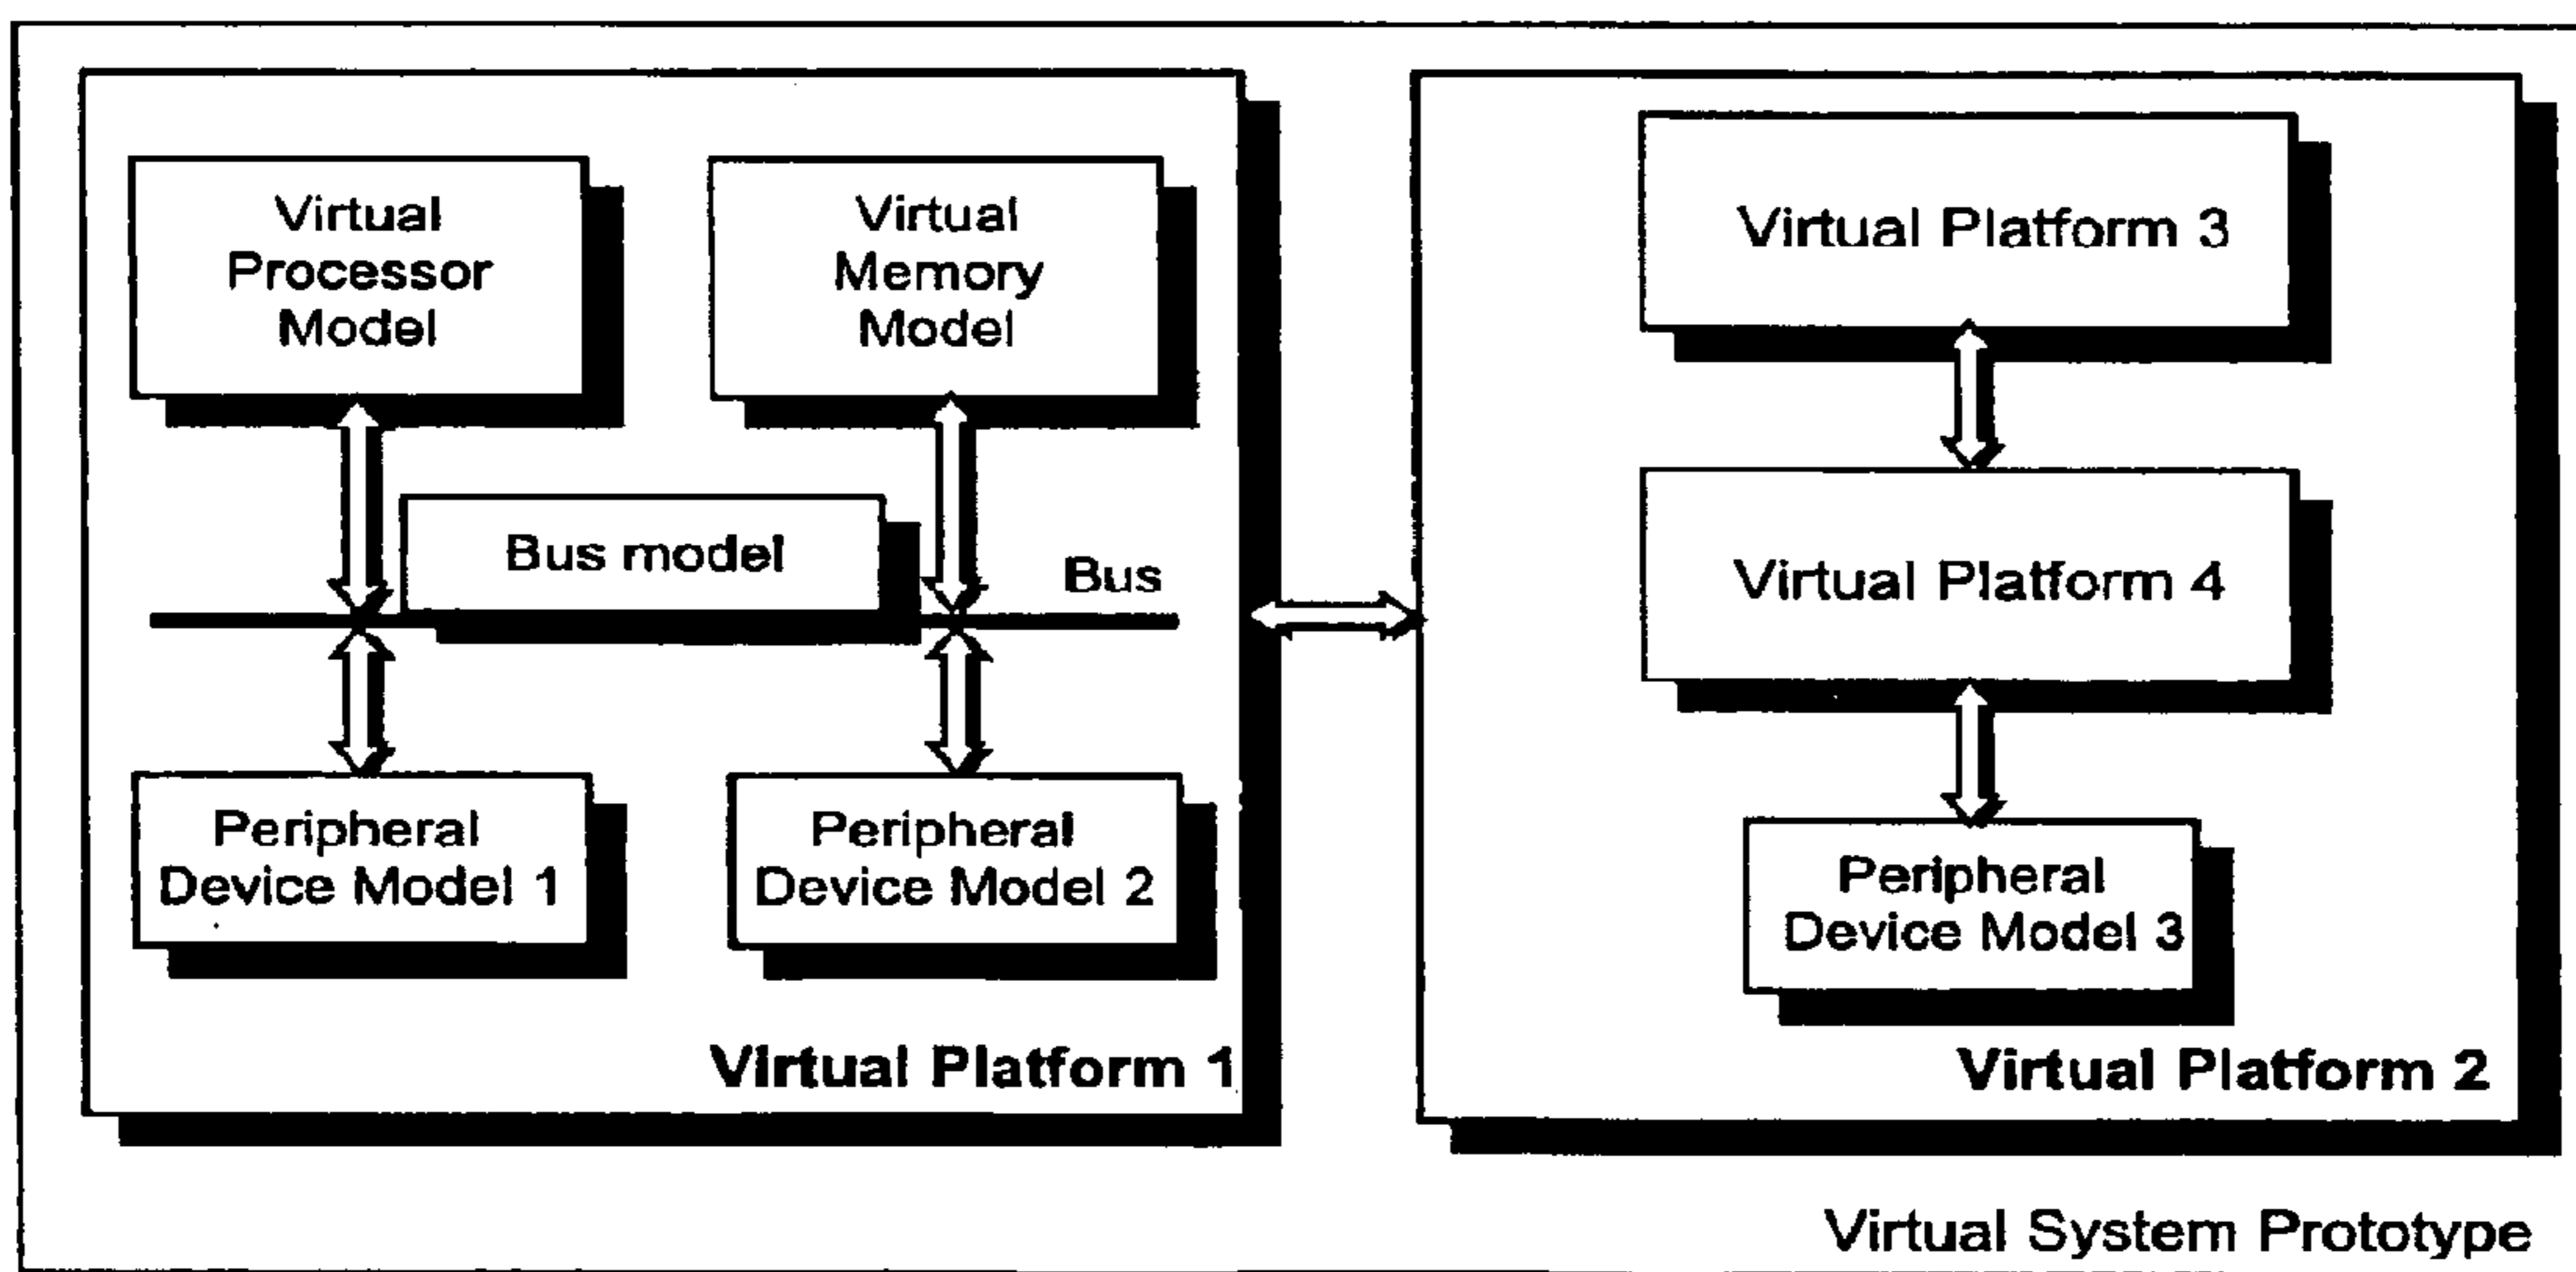 Virtual
Processor
Model
Virtual
Memory
Model
Bus model
Bus
Peripheral
Device Model 1
Peripheral
Device Model 2
Virtual Platform 1
Virtual Platform 3
Virtual Platform 4
Peripheral
Device Model 3
Virtual Platform 2
Virtual System Prototype